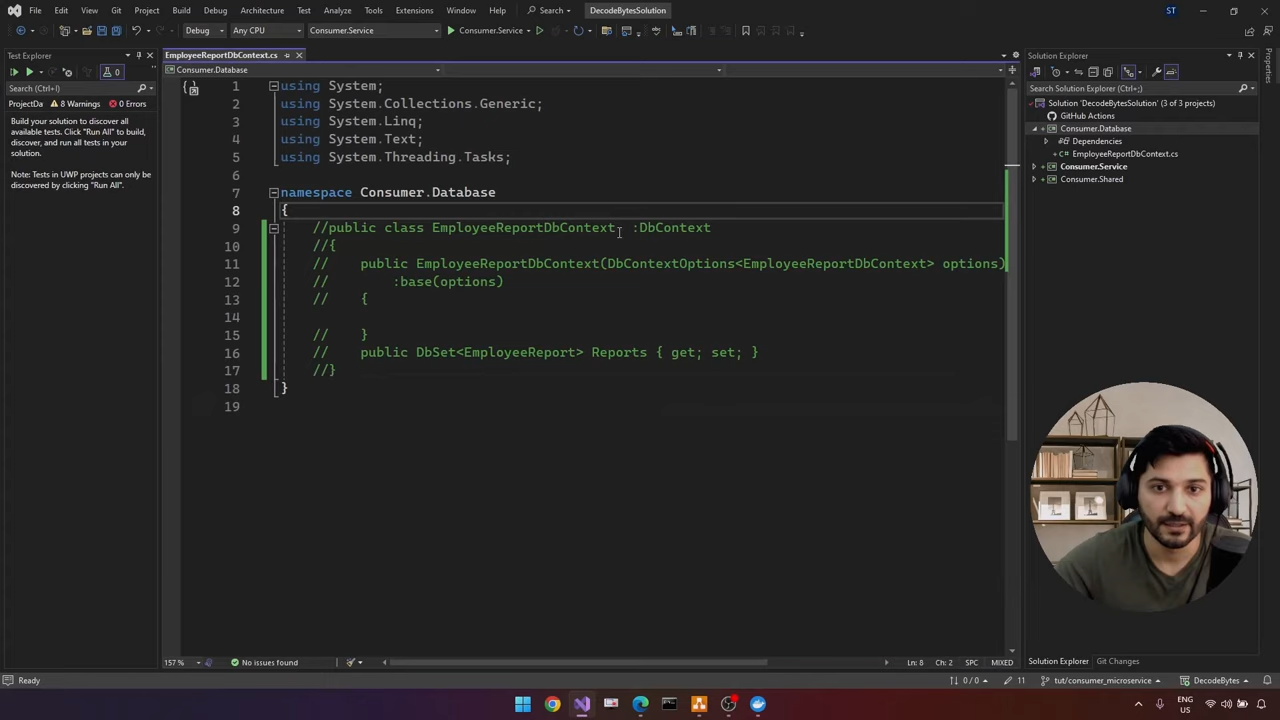 File Edit View Git Project Build Debug Architecture Test Analyze Tools Extensions Window Help Search DecodeBytesSolution ST
Debug Any CPU Consumer.Service Consumer.Service
Test Explorer
Search (Ctrl+I)
ProjectDa 8 Warnings 0 Errors
Build your solution to discover all
available tests. Click "Run All" to build,
discover, and run all tests in your
solution.
Note: Tests in UWP projects can only be
discovered by clicking "Run All".
EmployeeReportDbContext.cs
Consumer.Database
1 using System;
2 using System.Collections.Generic;
3 using System.Linq;
4 using System.Text;
5 using System.Threading.Tasks;
6
7 namespace Consumer.Database
8 {
9 //public class EmployeeReportDbContext :DbContext
10 //{
11 // public EmployeeReportDbContext(DbContextOptions<EmployeeReportDbContext> options)
12 // :base(options)
13 // {
14
15 // }
16 // public DbSet<EmployeeReport> Reports { get; set; }
17 //}
18 }
19
157 % No issues found Ln: 8 Ch: 2 SPC MIXED
Solution Explorer
Search Solution Explorer (Ctrl+;)
Solution 'DecodeBytesSolution' (3 of 3 projects)
GitHub Actions
Consumer.Database
Dependencies
C# EmployeeReportDbContext.cs
Consumer.Service
Consumer.Shared
Solution Explorer Git Changes
Properties
Ready 0 / 0 11 tut/consumer_microservice DecodeBytes
ENG
US